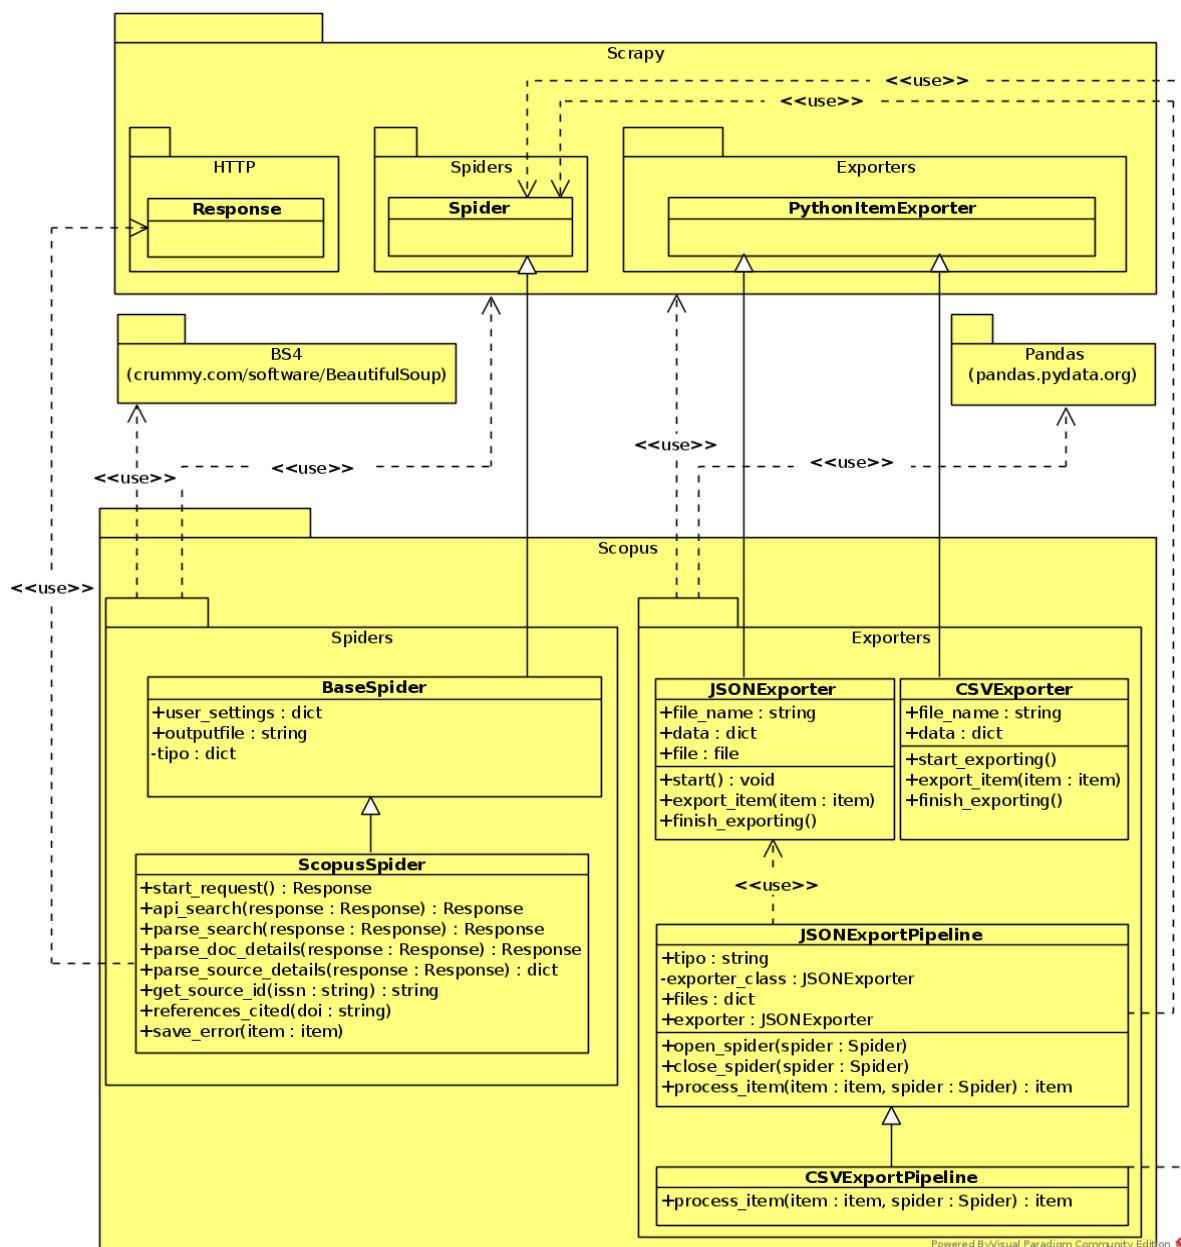 Scrapy
<<use>>
<<use>>
HTTP
Spiders
Exporters
Response
Spider
PythonItemExporter
BS4
(crummy.com/software/BeautifulSoup)
Pandas
(pandas.pydata.org)
<<use>>
<<use>>
<<use>>
<<use>>
Scopus
<<use>>
Spiders
Exporters
BaseSpider
+user_settings : dict
+outputfile : string
-tipo : dict
JSONExporter
+file_name : string
+data : dict
+file : file
+start() : void
+export_item(item : item)
+finish_exporting()
CSVExporter
+file_name : string
+data : dict
+start_exporting()
+export_item(item : item)
+finish_exporting()
ScopusSpider
+start_request() : Response
+api_search(response : Response) : Response
+parse_search(response : Response) : Response
+parse_doc_details(response : Response) : Response
+parse_source_details(response : Response) : dict
+get_source_id(issn : string) : string
+references_cited(doi : string)
+save_error(item : item)
<<use>>
JSONExportPipeline
+tipo : string
-exporter_class : JSONExporter
+files : dict
+exporter : JSONExporter
+open_spider(spider : Spider)
+close_spider(spider : Spider)
+process_item(item : item, spider : Spider) : item
CSVExportPipeline
+process_item(item : item, spider : Spider) : item
Powered ByVisual Paradigm Community Edition